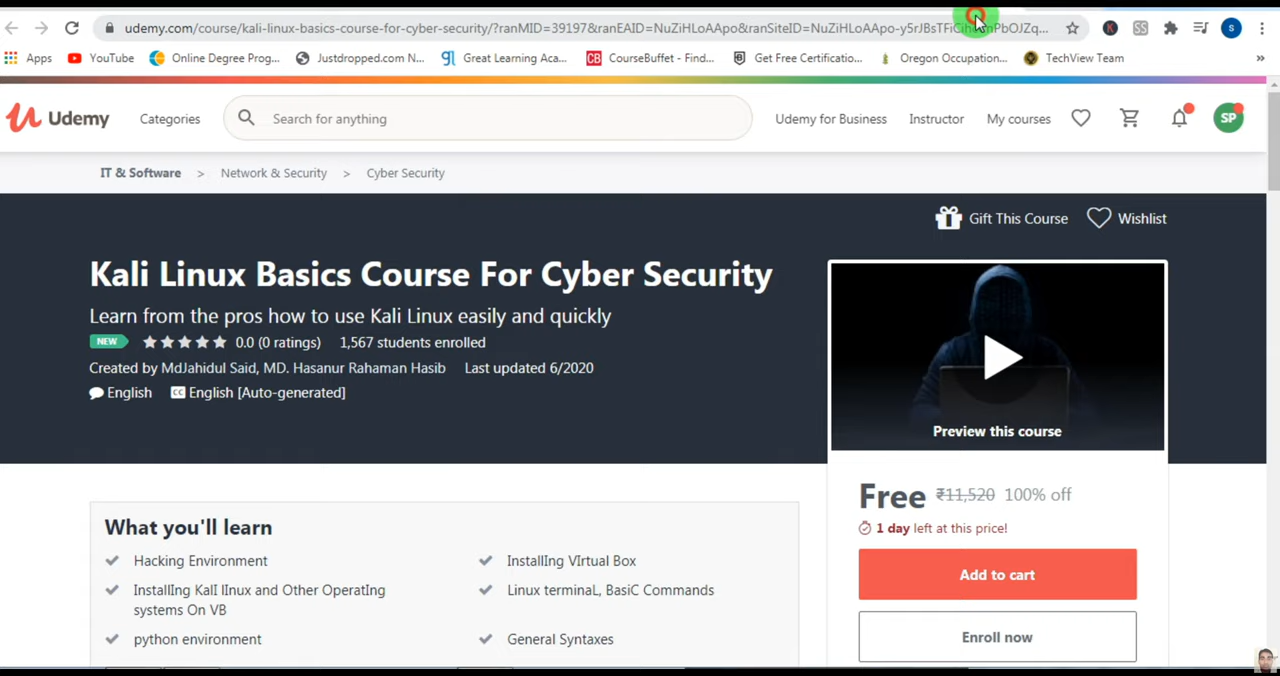 udemy.com/course/kali-linux-basics-course-for-cyber-security/?ranMID=39197&ranEAID=NuZiHLoAApo&ranSiteID=NuZiHLoAApo-
Apps YouTube Online Degree Prog... Justdropped.com N... Great Learning Aca... CourseBuffet - Find... Get Free Certificatio... Oregon Occupation... TechView Team »
Udemy Categories Search for anything Udemy for Business Instructor My courses SP
IT & Software > Network & Security > Cyber Security
Gift This Course Wishlist
Kali Linux Basics Course For Cyber Security
Learn from the pros how to use Kali Linux easily and quickly
NEW 0.0 (0 ratings) 1,567 students enrolled
Created by MdJahidul Said, MD. Hasanur Rahaman Hasib Last updated 6/2020
English CC English [Auto-generated]
Preview this course
Free ₹11,520 100% off
1 day left at this price!
Add to cart
Enroll now
What you'll learn
Hacking Environment
InstallIng VIrtual Box
InstallIng KalI lInux and Other OperatIng
systems On VB
Linux terminaL, BasiC Commands
python environment
General Syntaxes